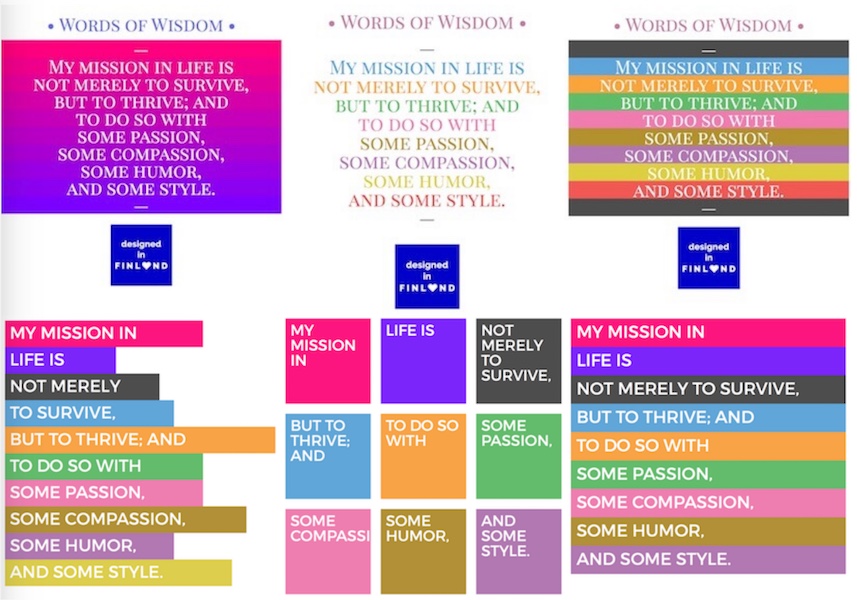 • Words of Wisdom •
—
My mission in life is
not merely to survive,
but to thrive; and
to do so with
some passion,
some compassion,
some humor,
and some style.
—
designed
in
FINL♥ND
• Words of Wisdom •
—
My mission in life is
not merely to survive,
but to thrive; and
to do so with
some passion,
some compassion,
some humor,
and some style.
—
designed
in
FINL♥ND
• Words of Wisdom •
—
My mission in life is
not merely to survive,
but to thrive; and
to do so with
some passion,
some compassion,
some humor,
and some style.
—
designed
in
FINL♥ND
MY MISSION IN
LIFE IS
NOT MERELY
TO SURVIVE,
BUT TO THRIVE; AND
TO DO SO WITH
SOME PASSION,
SOME COMPASSION,
SOME HUMOR,
AND SOME STYLE.
MY
MISSION
IN
LIFE IS
NOT
MERELY
TO
SURVIVE,
BUT TO
THRIVE;
AND
TO DO SO
WITH
SOME
PASSION,
SOME
COMPASSI
SOME
HUMOR,
AND
SOME
STYLE.
MY MISSION IN
LIFE IS
NOT MERELY TO SURVIVE,
BUT TO THRIVE; AND
TO DO SO WITH
SOME PASSION,
SOME COMPASSION,
SOME HUMOR,
AND SOME STYLE.